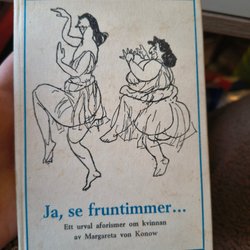 Ja, se fruntimmer...
Ett urval aforismer om kvinnan
av Margareta von Konow